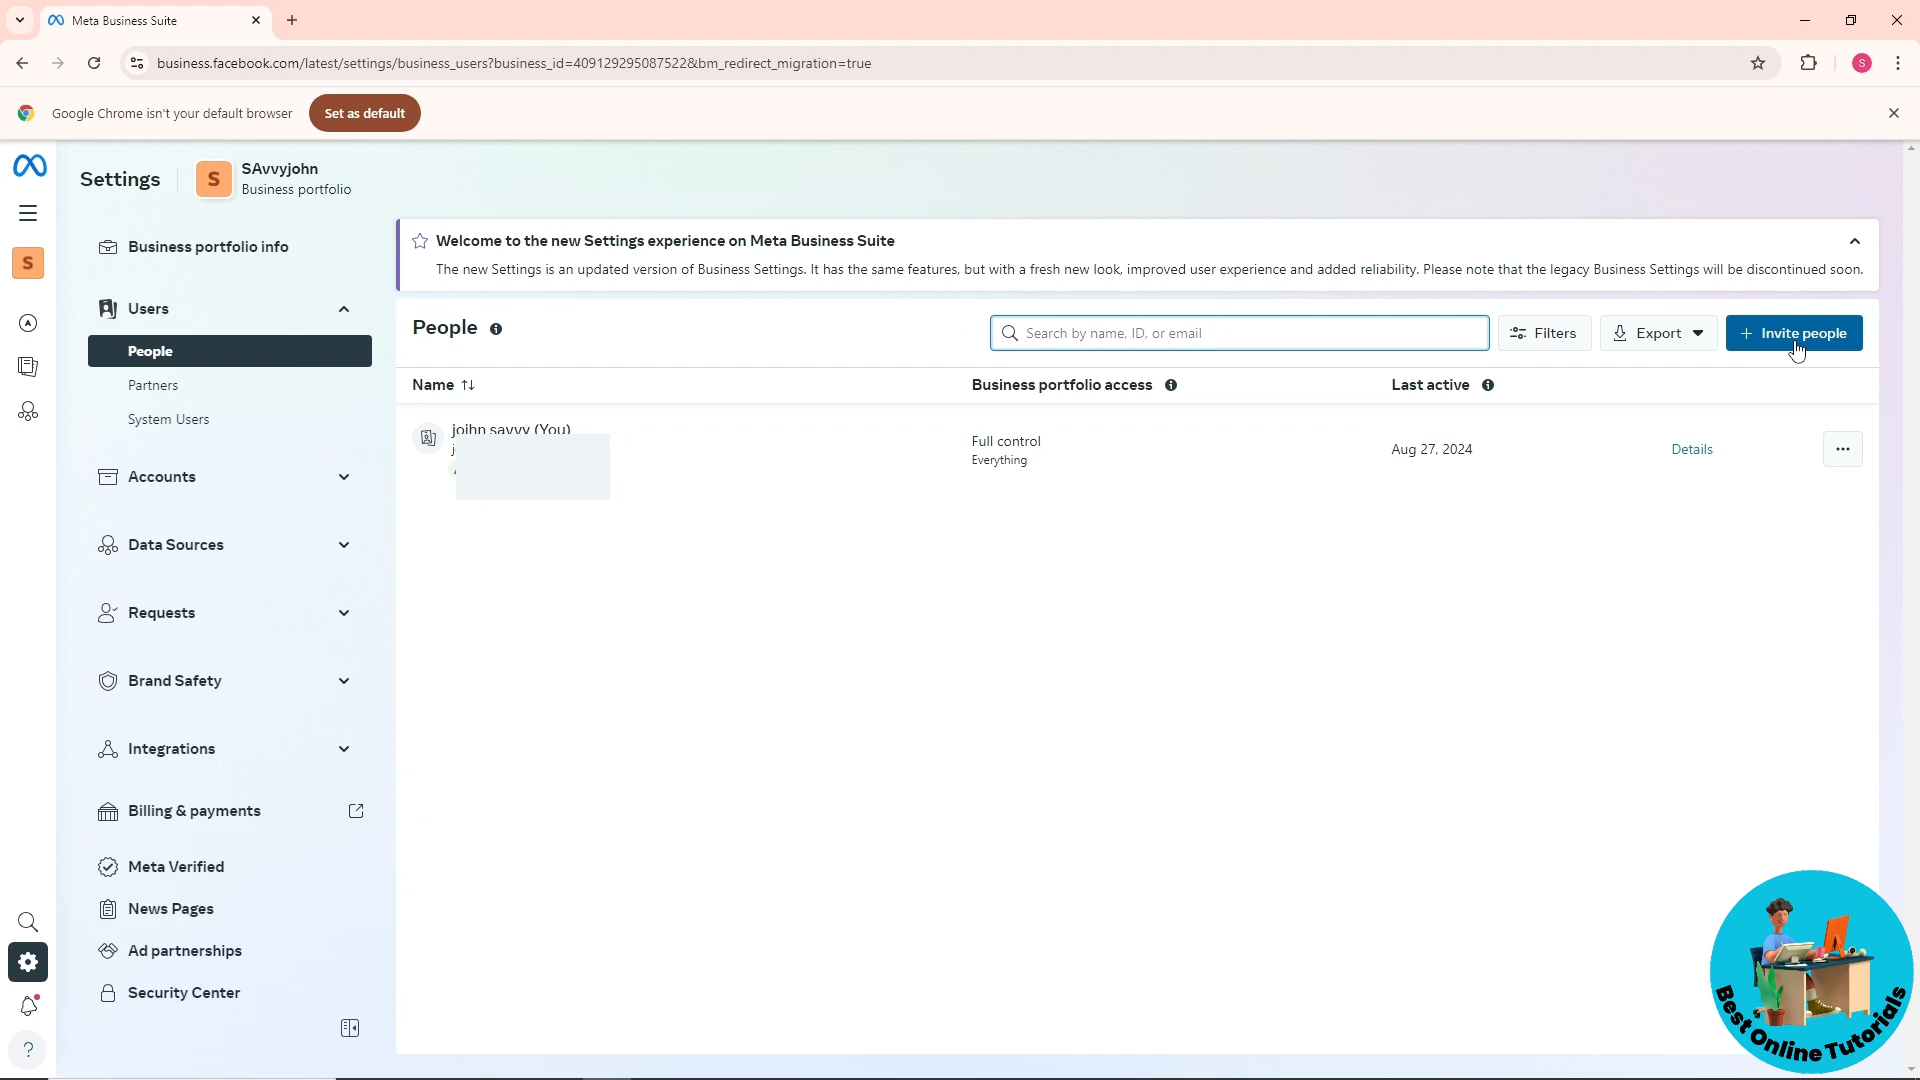 Meta Business Suite
business.facebook.com/latest/settings/business_users?business_id=409129295087522&bm_redirect_migration=true
S
Google Chrome isn't your default browser
Set as default
Settings
S
SAvvyjohn
Business portfolio
S
Business portfolio info
Users
People
Partners
System Users
Accounts
Data Sources
Requests
Brand Safety
Integrations
Billing & payments
Meta Verified
News Pages
Ad partnerships
Security Center
?
Welcome to the new Settings experience on Meta Business Suite
The new Settings is an updated version of Business Settings. It has the same features, but with a fresh new look, improved user experience and added reliability. Please note that the legacy Business Settings will be discontinued soon.
People
Search by name, ID, or email
Filters
Export
+ Invite people
Name
Business portfolio access
Last active
joihn savvy (You)
Full control
Everything
Aug 27, 2024
Details
Best Online Tutorials